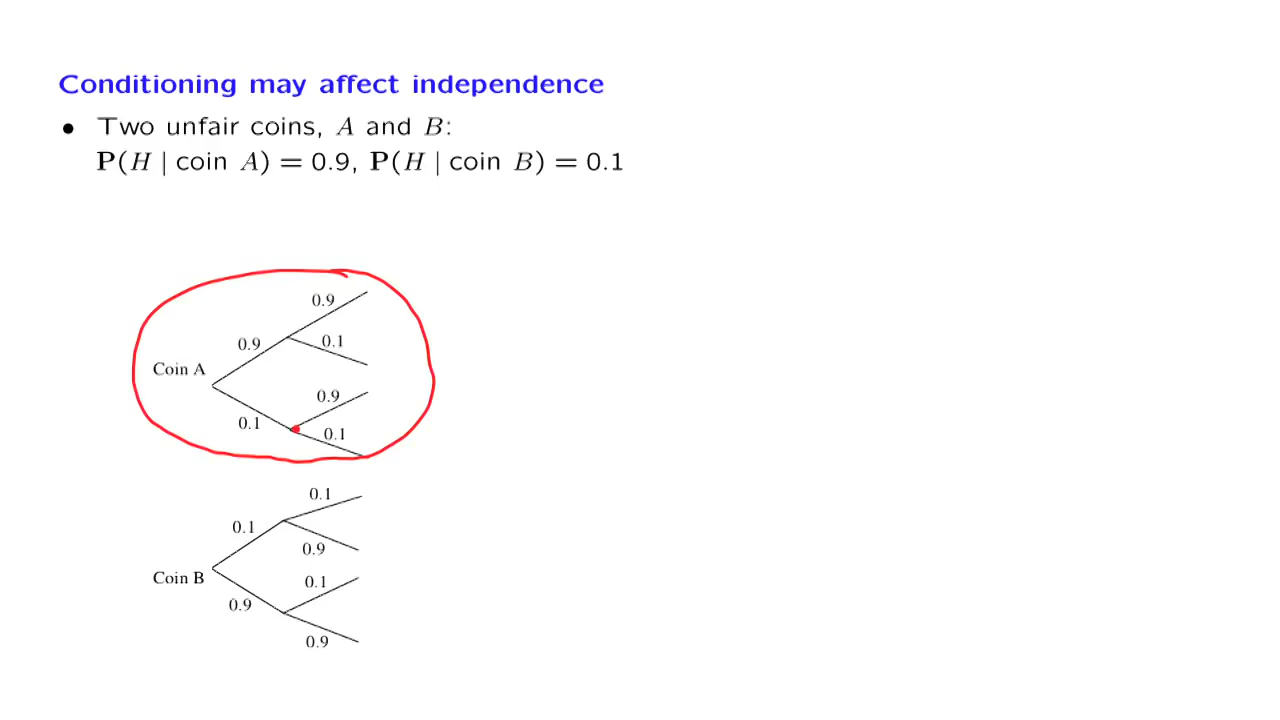 Conditioning may affect independence
• Two unfair coins, A and B:
P(H | coin A) = 0.9, P(H | coin B) = 0.1
0.9
0.9
0.1
Coin A
0.9
0.1
0.1
0.1
0.1
0.9
Coin B
0.1
0.9
0.9